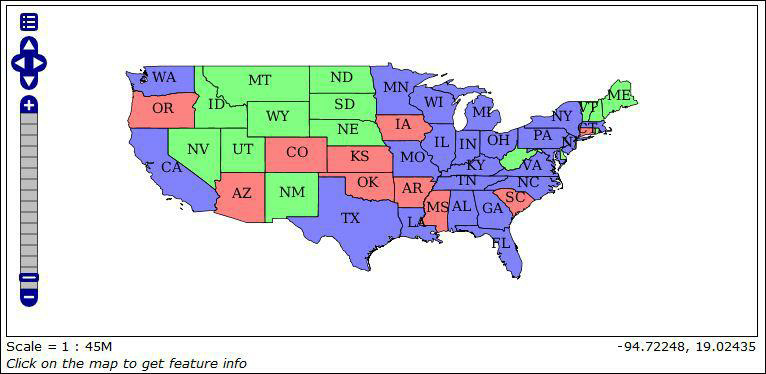 WA
MT
ND
MN
ME
OR
ID
SD
WI
MI
NY
WY
NE
IA
PA
NV
UT
CO
KS
MO
IL
IN
OH
CA
KY
VA
AZ
NM
OK
AR
TN
NC
TX
LA
MS
AL
GA
SC
FL
Scale = 1 : 45M
-94.72248, 19.02435
Click on the map to get feature info